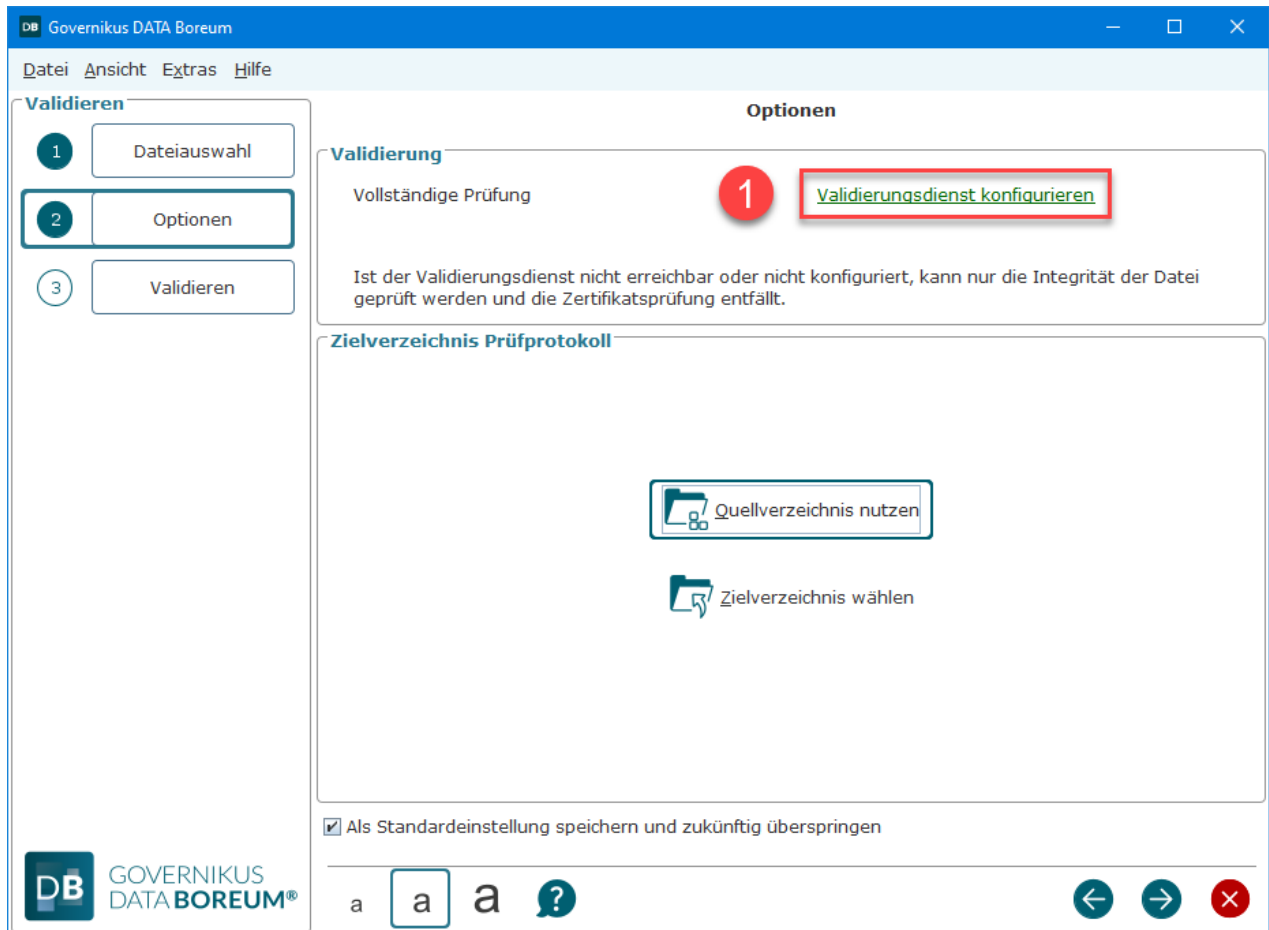 DB Governikus DATA Boreum
Datei Ansicht Extras Hilfe
Validieren
1 Dateiauswahl
2 Optionen
3 Validieren
Optionen
Validierung
Vollständige Prüfung
1
Validierungsdienst konfigurieren
Ist der Validierungsdienst nicht erreichbar oder nicht konfiguriert, kann nur die Integrität der Datei
geprüft werden und die Zertifikatsprüfung entfällt.
Zielverzeichnis Prüfprotokoll
Quellverzeichnis nutzen
Zielverzeichnis wählen
Als Standardeinstellung speichern und zukünftig überspringen
DB GOVERNIKUS
DATA BOREUM®
a a a ?